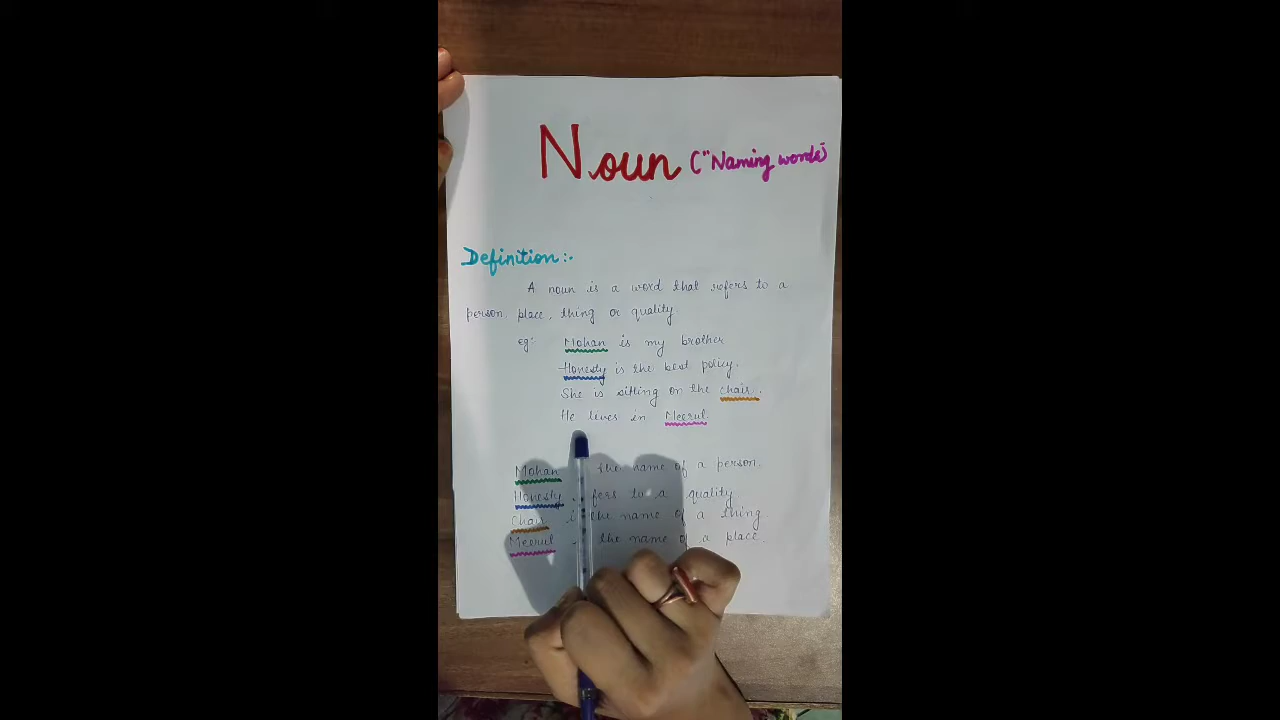 Noun ("Naming words")
Definition:-
A noun is a word that refers to a
person, place, thing or quality.
eg: Mohan is my brother
Honesty is the best policy.
She is sitting on the chair.
He lives in Meerut.
Mohan the name of a person.
Honesty fers to a quality.
Chair the name of a thing.
Meerut the name of a place.